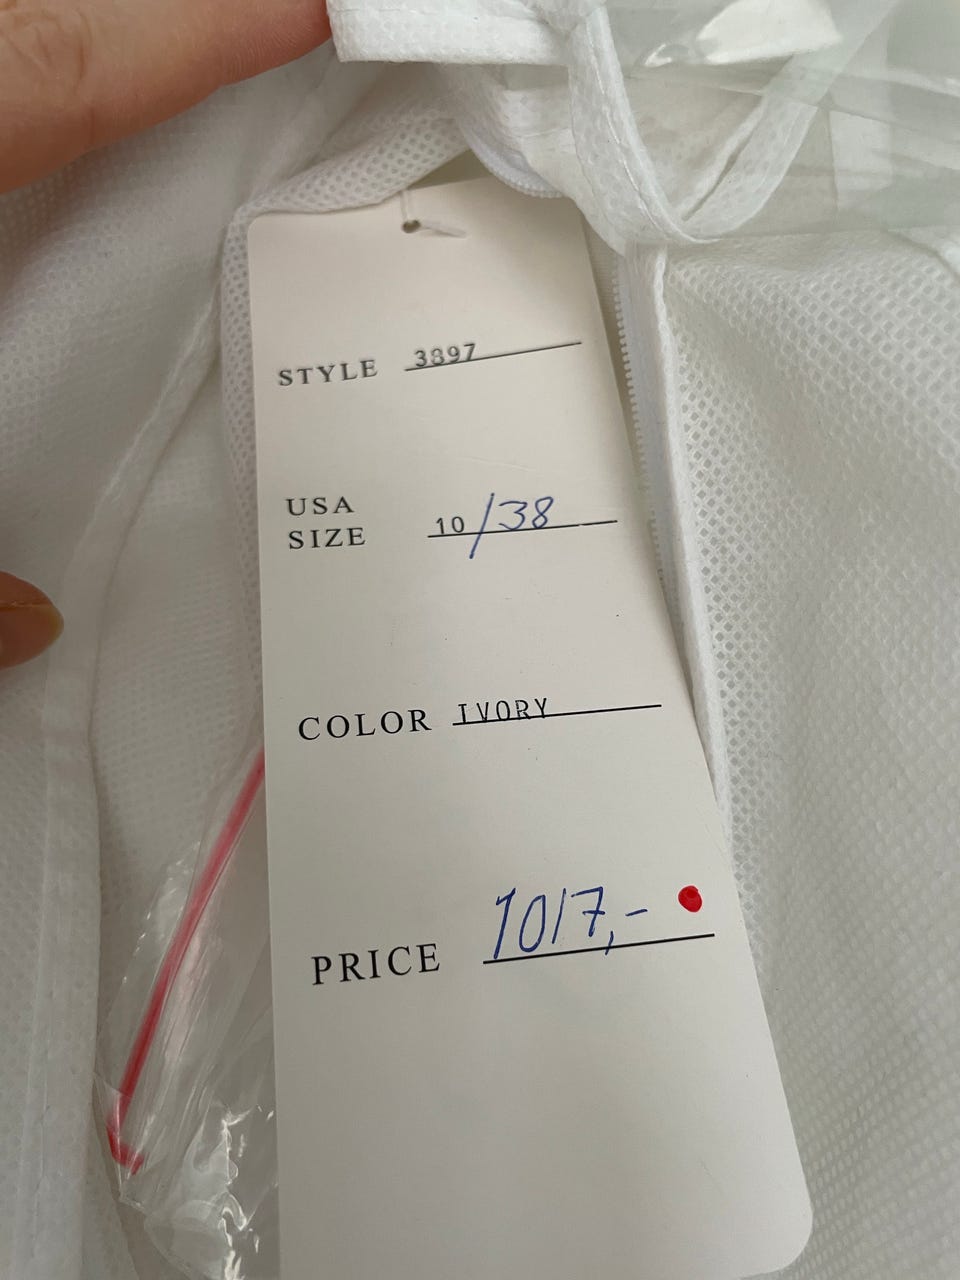 STYLE 3897
USA
SIZE 10/38
COLOR IVORY
PRICE 1017,-